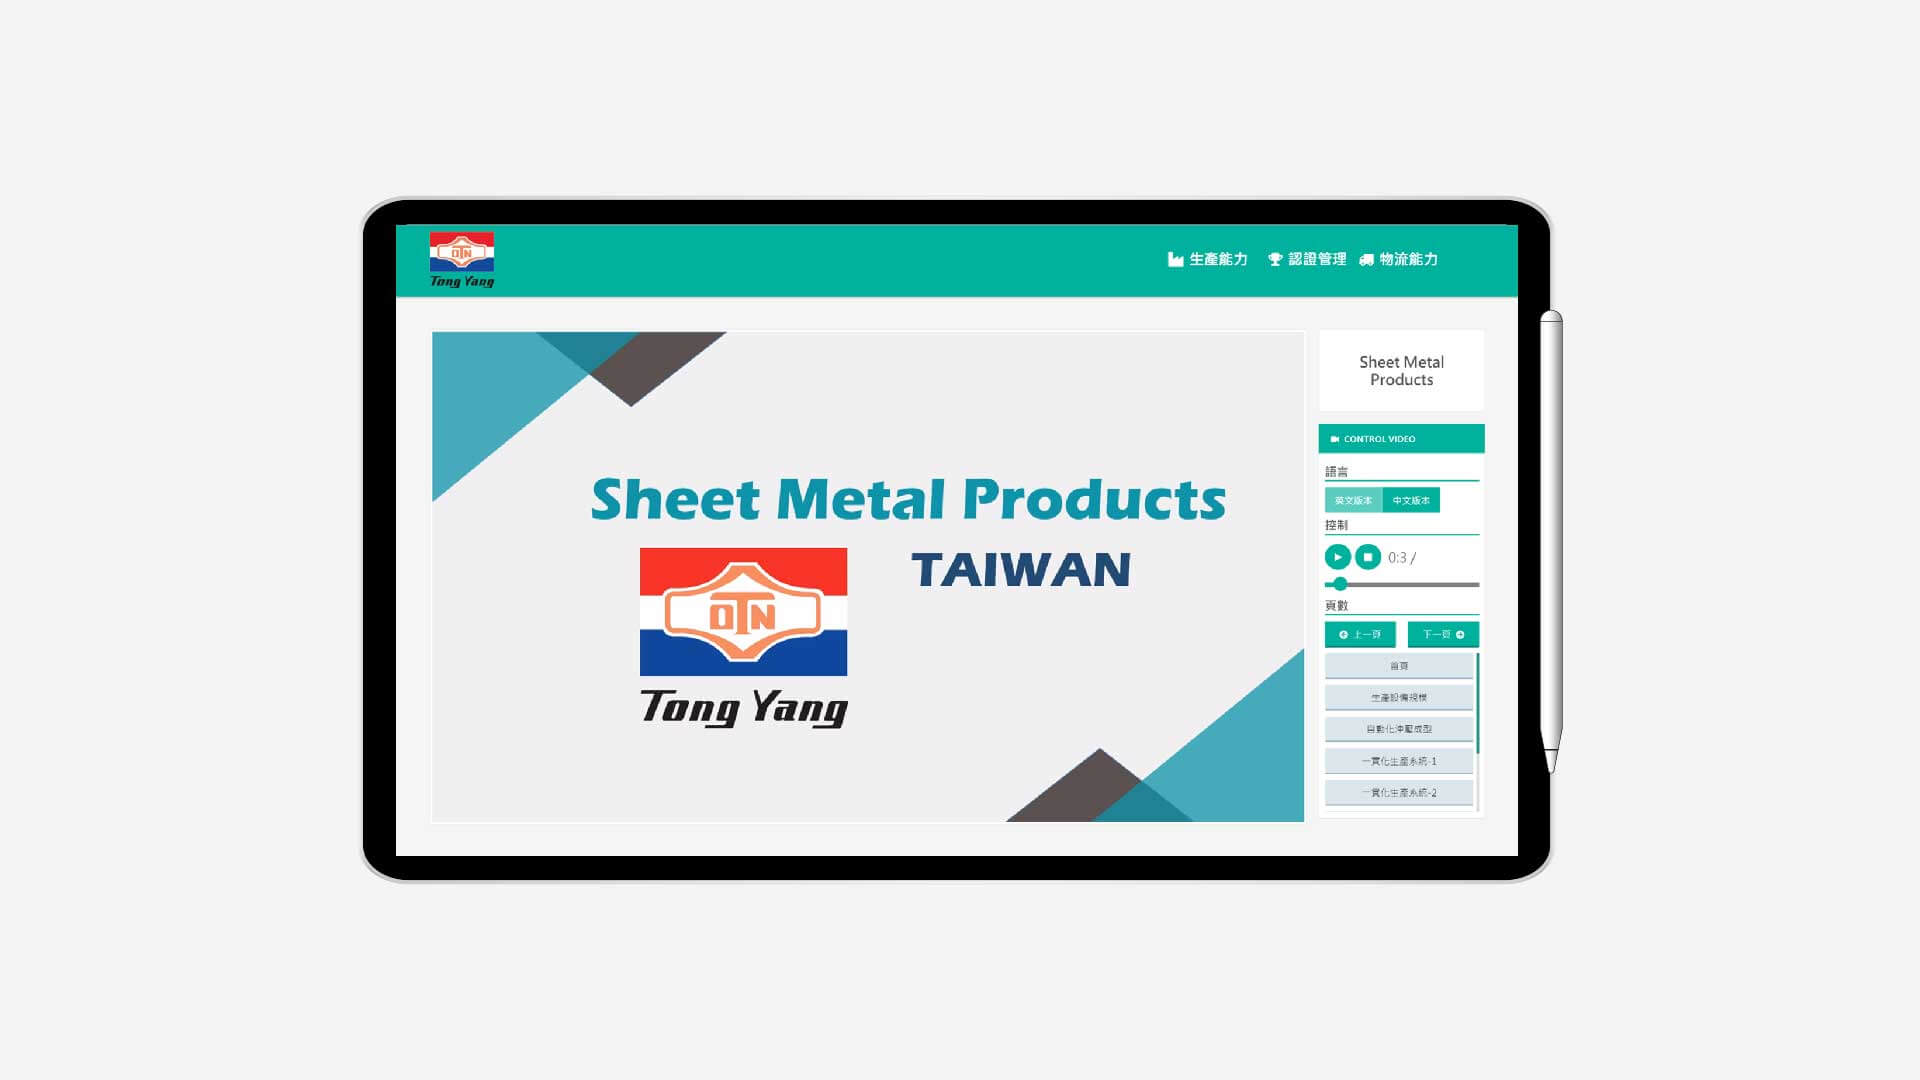 OTN
Tong Yang
生產能力 認證管理 物流能力
Sheet Metal Products
TAIWAN
OTN
Tong Yang
Sheet Metal
Products
CONTROL VIDEO
語言
英文版本 中文版本
控制
0:3 /
頁數
上一頁 下一頁
首頁
生產設備規模
自動化沖壓成型
一貫化生產系統-1
一貫化生產系統-2